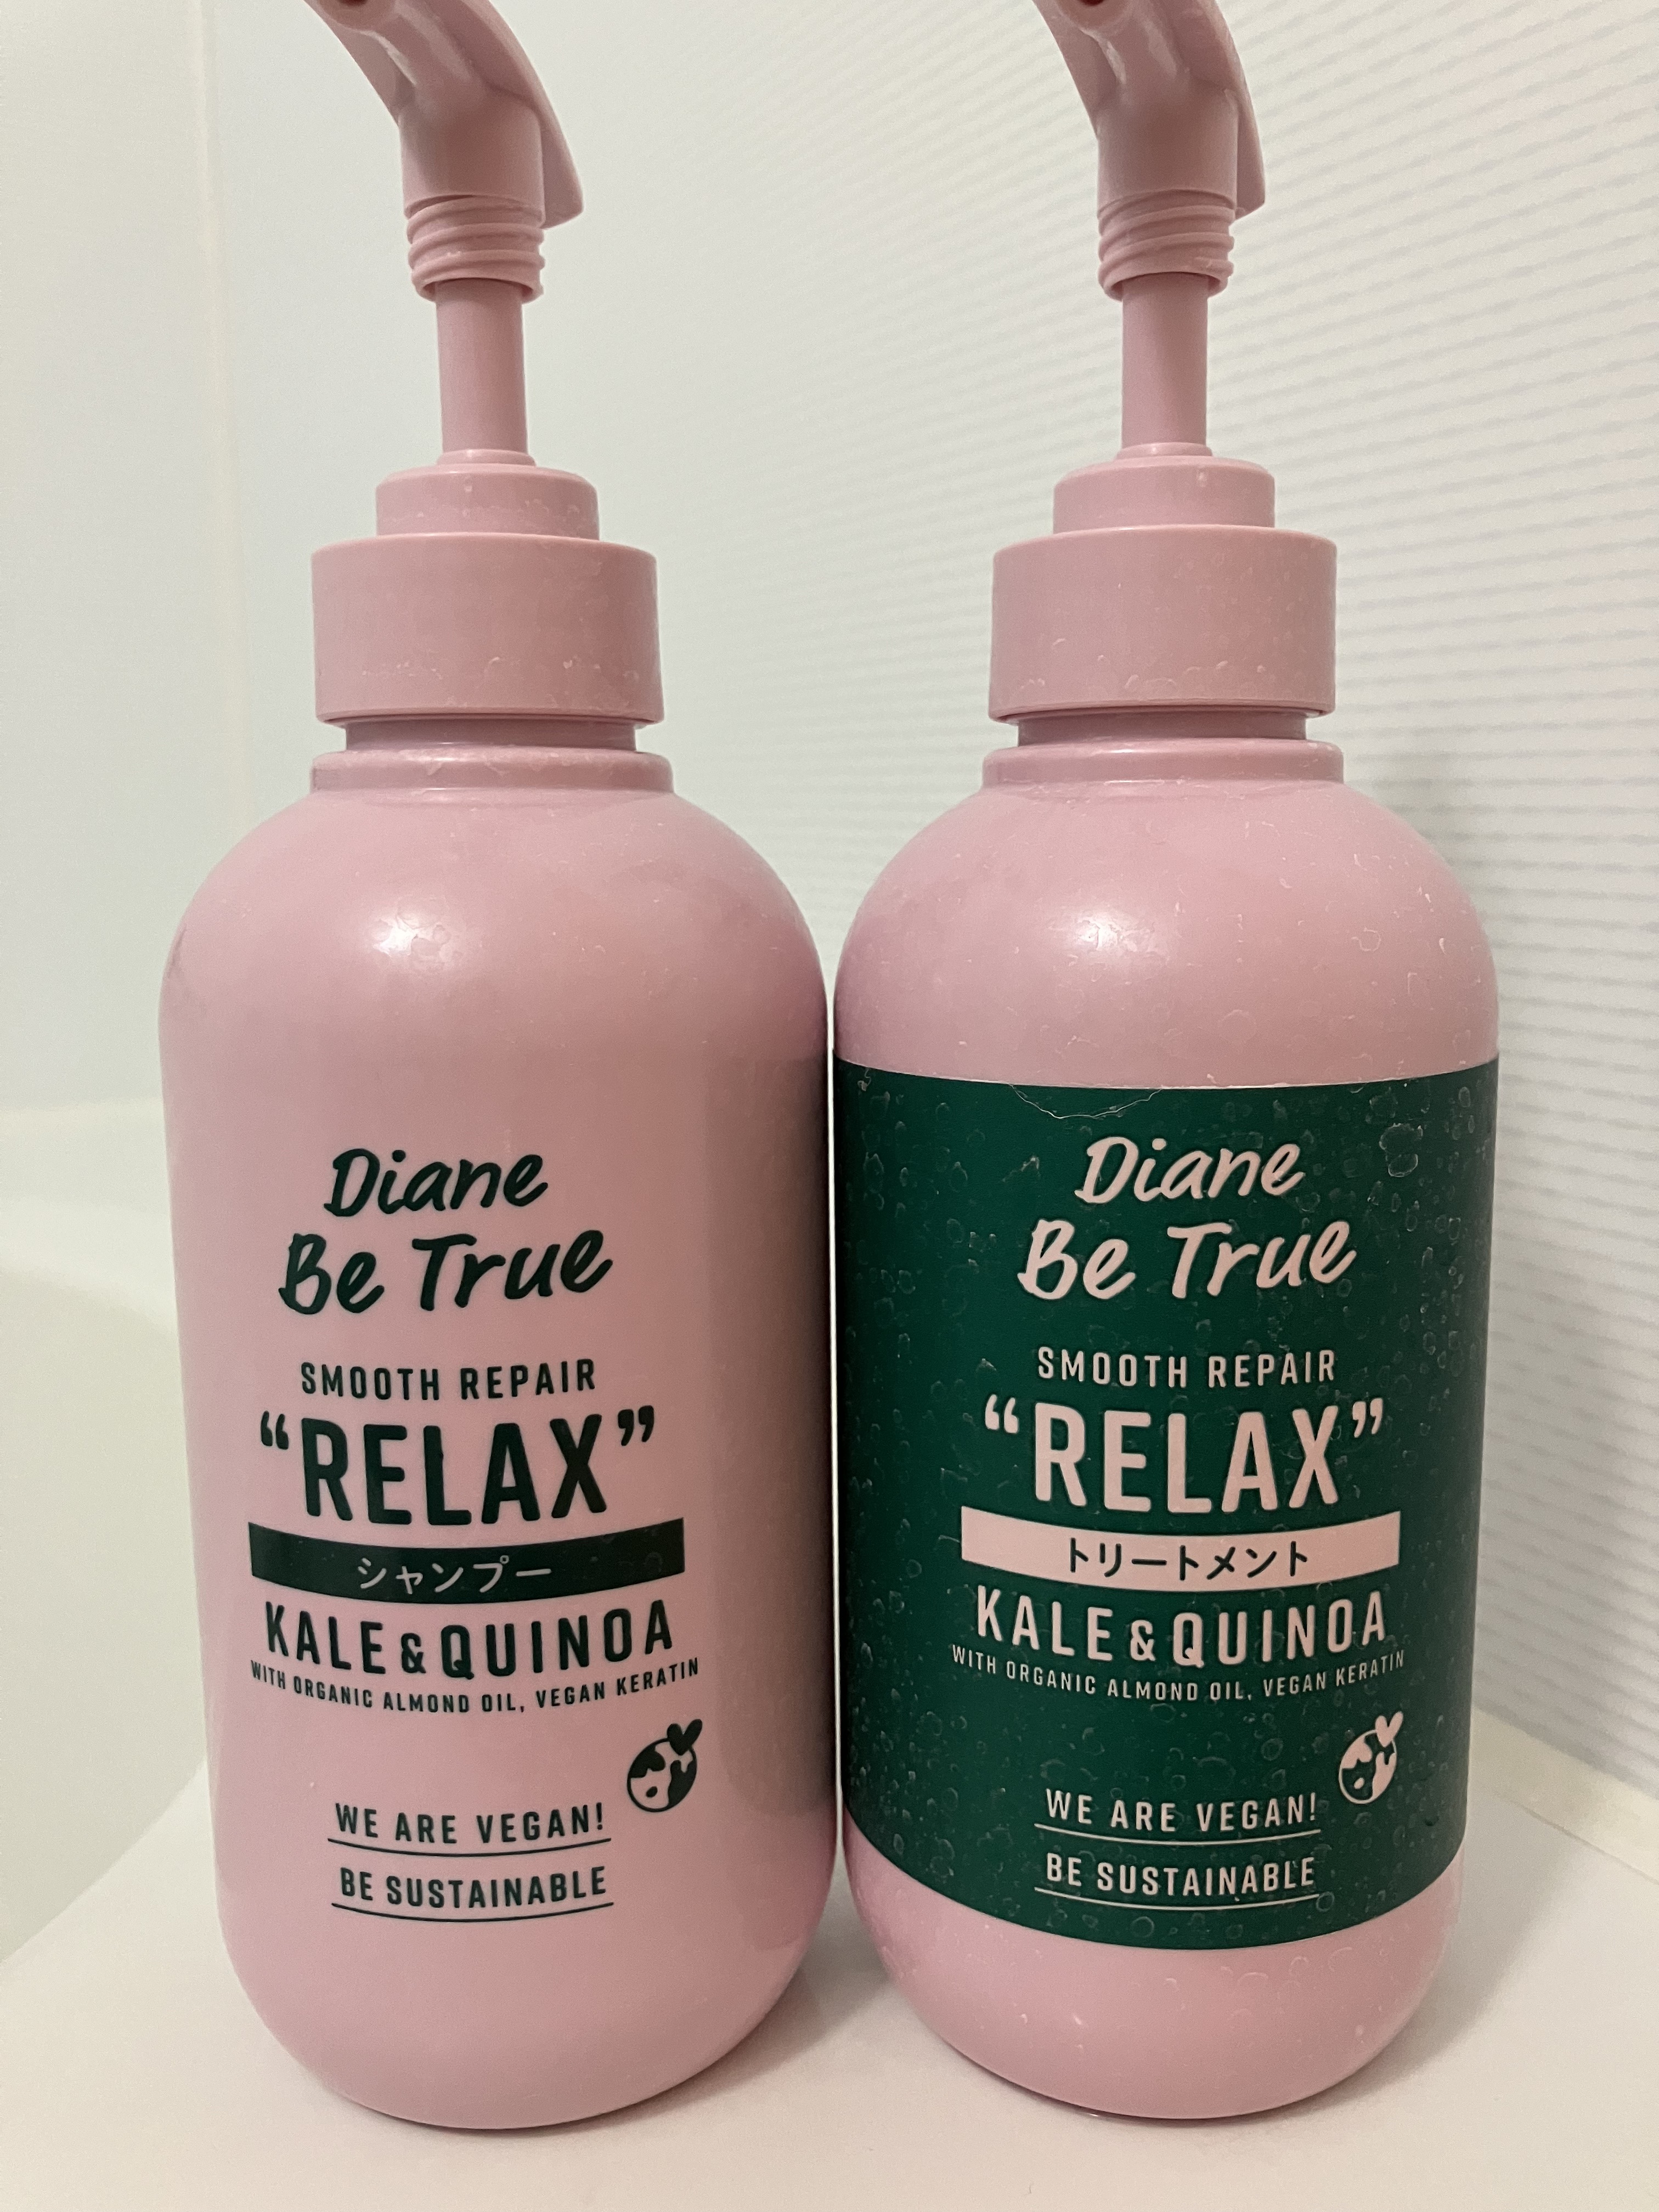 Diane
Be True
SMOOTH REPAIR
“RELAX”
シャンプー
KALE & QUINOA
WITH ORGANIC ALMOND OIL, VEGAN KERATIN
WE ARE VEGAN!
BE SUSTAINABLE
Diane
Be True
SMOOTH REPAIR
“RELAX”
トリートメント
KALE & QUINOA
WITH ORGANIC ALMOND OIL, VEGAN KERATIN
WE ARE VEGAN!
BE SUSTAINABLE